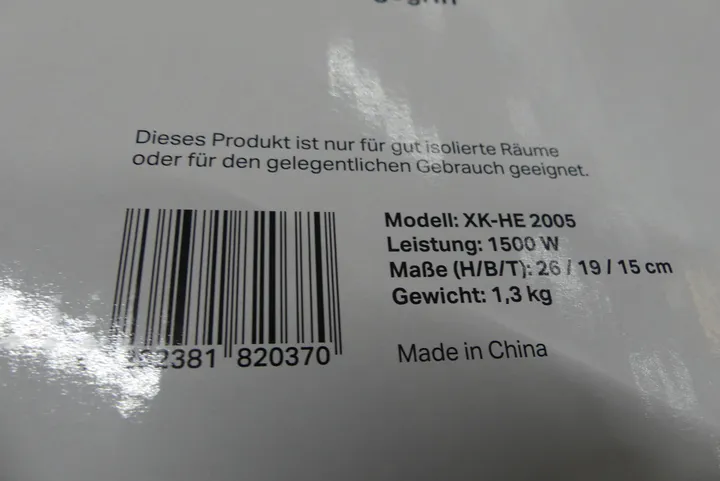 Dieses Produkt ist nur für gut isolierte Räume
oder für den gelegentlichen Gebrauch geeignet.
Modell: XK-HE 2005
Leistung: 1500 W
Maße (H/B/T): 26 / 19 / 15 cm
Gewicht: 1,3 kg
820370
Made in China